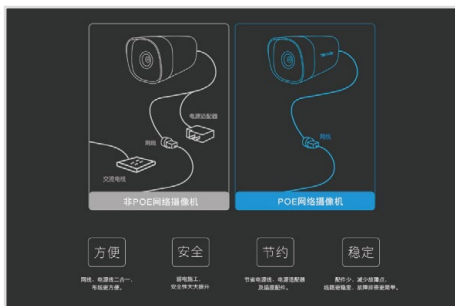 电源适配器
网线
网线
交流电线
非POE网络摄像机
POE网络摄像机
方便
安全
节约
稳定
网线、电源线二合一，
布线更方便。
弱电施工，
安全性大大提升
节省电源线、电源适配器
及插座配件。
配件少，减少故障点，
线路更稳定，故障排查更简单。